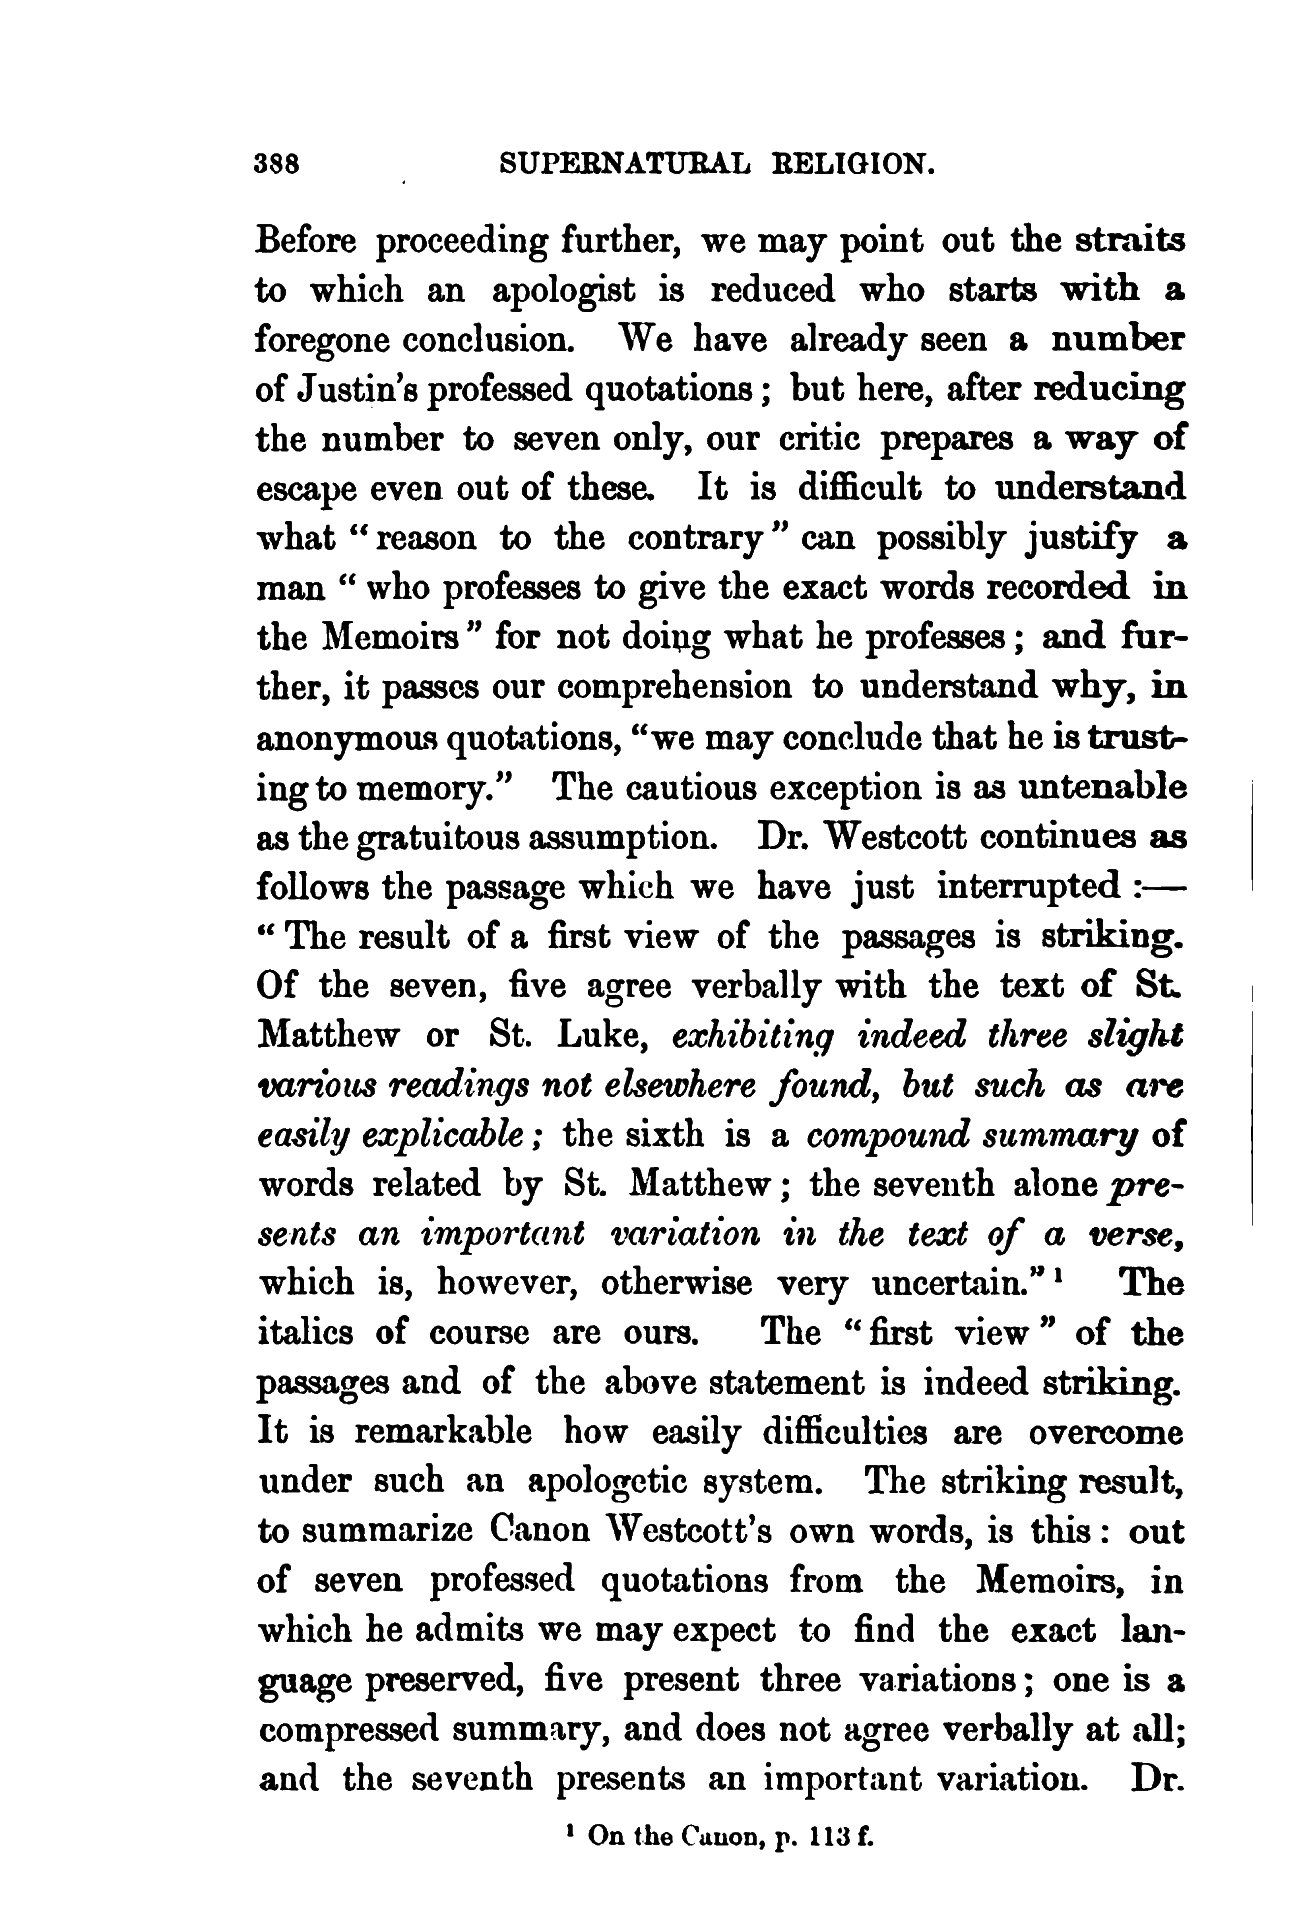 388 SUPERNATURAL RELIGION.
Before proceeding further, we may point out the straits
to which an apologist is reduced who starts with a
foregone conclusion. We have already seen a number
of Justin's professed quotations ; but here, after reducing
the number to seven only, our critic prepares a way of
escape even out of these. It is difficult to understand
what “ reason to the contrary ” can possibly justify a
man “ who professes to give the exact words recorded in
the Memoirs ” for not doing what he professes ; and fur-
ther, it passes our comprehension to understand why, in
anonymous quotations, “we may conclude that he is trust-
ing to memory.” The cautious exception is as untenable
as the gratuitous assumption. Dr. Westcott continues as
follows the passage which we have just interrupted :—
“ The result of a first view of the passages is striking.
Of the seven, five agree verbally with the text of St.
Matthew or St. Luke, exhibiting indeed three slight
various readings not elsewhere found, but such as are
easily explicable ; the sixth is a compound summary of
words related by St. Matthew ; the seventh alone pre-
sents an important variation in the text of a verse,
which is, however, otherwise very uncertain.” ¹ The
italics of course are ours. The “ first view ” of the
passages and of the above statement is indeed striking.
It is remarkable how easily difficulties are overcome
under such an apologetic system. The striking result,
to summarize Canon Westcott's own words, is this : out
of seven professed quotations from the Memoirs, in
which he admits we may expect to find the exact lan-
guage preserved, five present three variations ; one is a
compressed summary, and does not agree verbally at all;
and the seventh presents an important variation. Dr.
¹ On the Canon, p. 113 f.